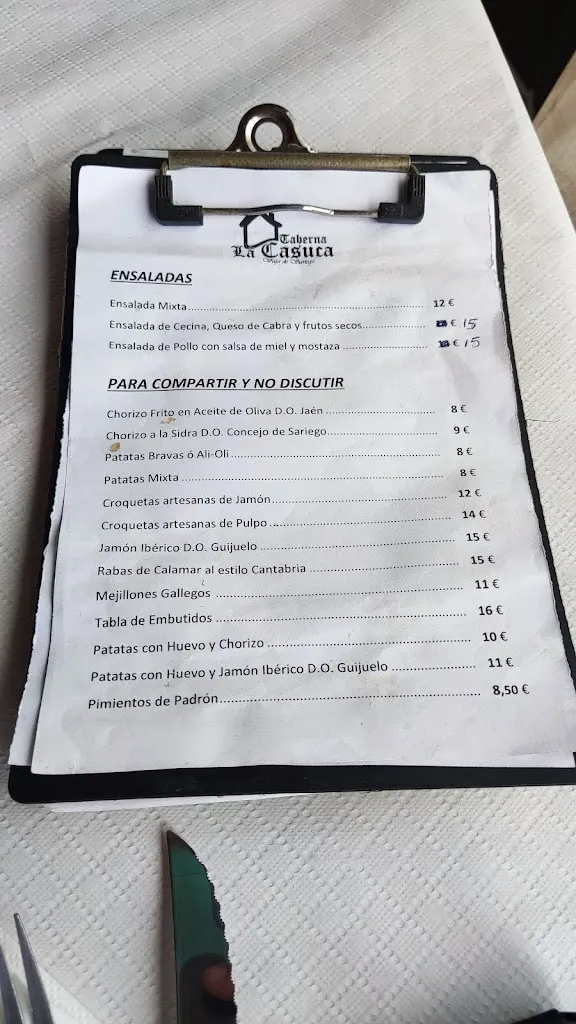 Taberna
La Casuca
ENSALADAS
Ensalada Mixta 12 €
Ensalada de Cecina, Queso de Cabra y frutos secos € 15
Ensalada de Pollo con salsa de miel y mostaza € 15
PARA COMPARTIR Y NO DISCUTIR
Chorizo Frito en Aceite de Oliva D.O. Jaén 8 €
Chorizo a la Sidra D.O. Concejo de Sariego 9 €
Patatas Bravas ó Ali-Oli 8 €
Patatas Mixta 8 €
Croquetas artesanas de Jamón 12 €
Croquetas artesanas de Pulpo 14 €
Jamón Ibérico D.O. Guijuelo 15 €
Rabas de Calamar al estilo Cantabria 15 €
Mejillones Gallegos 11 €
Tabla de Embutidos 16 €
Patatas con Huevo y Chorizo 10 €
Patatas con Huevo y Jamón Ibérico D.O. Guijuelo 11 €
Pimientos de Padrón 8,50 €